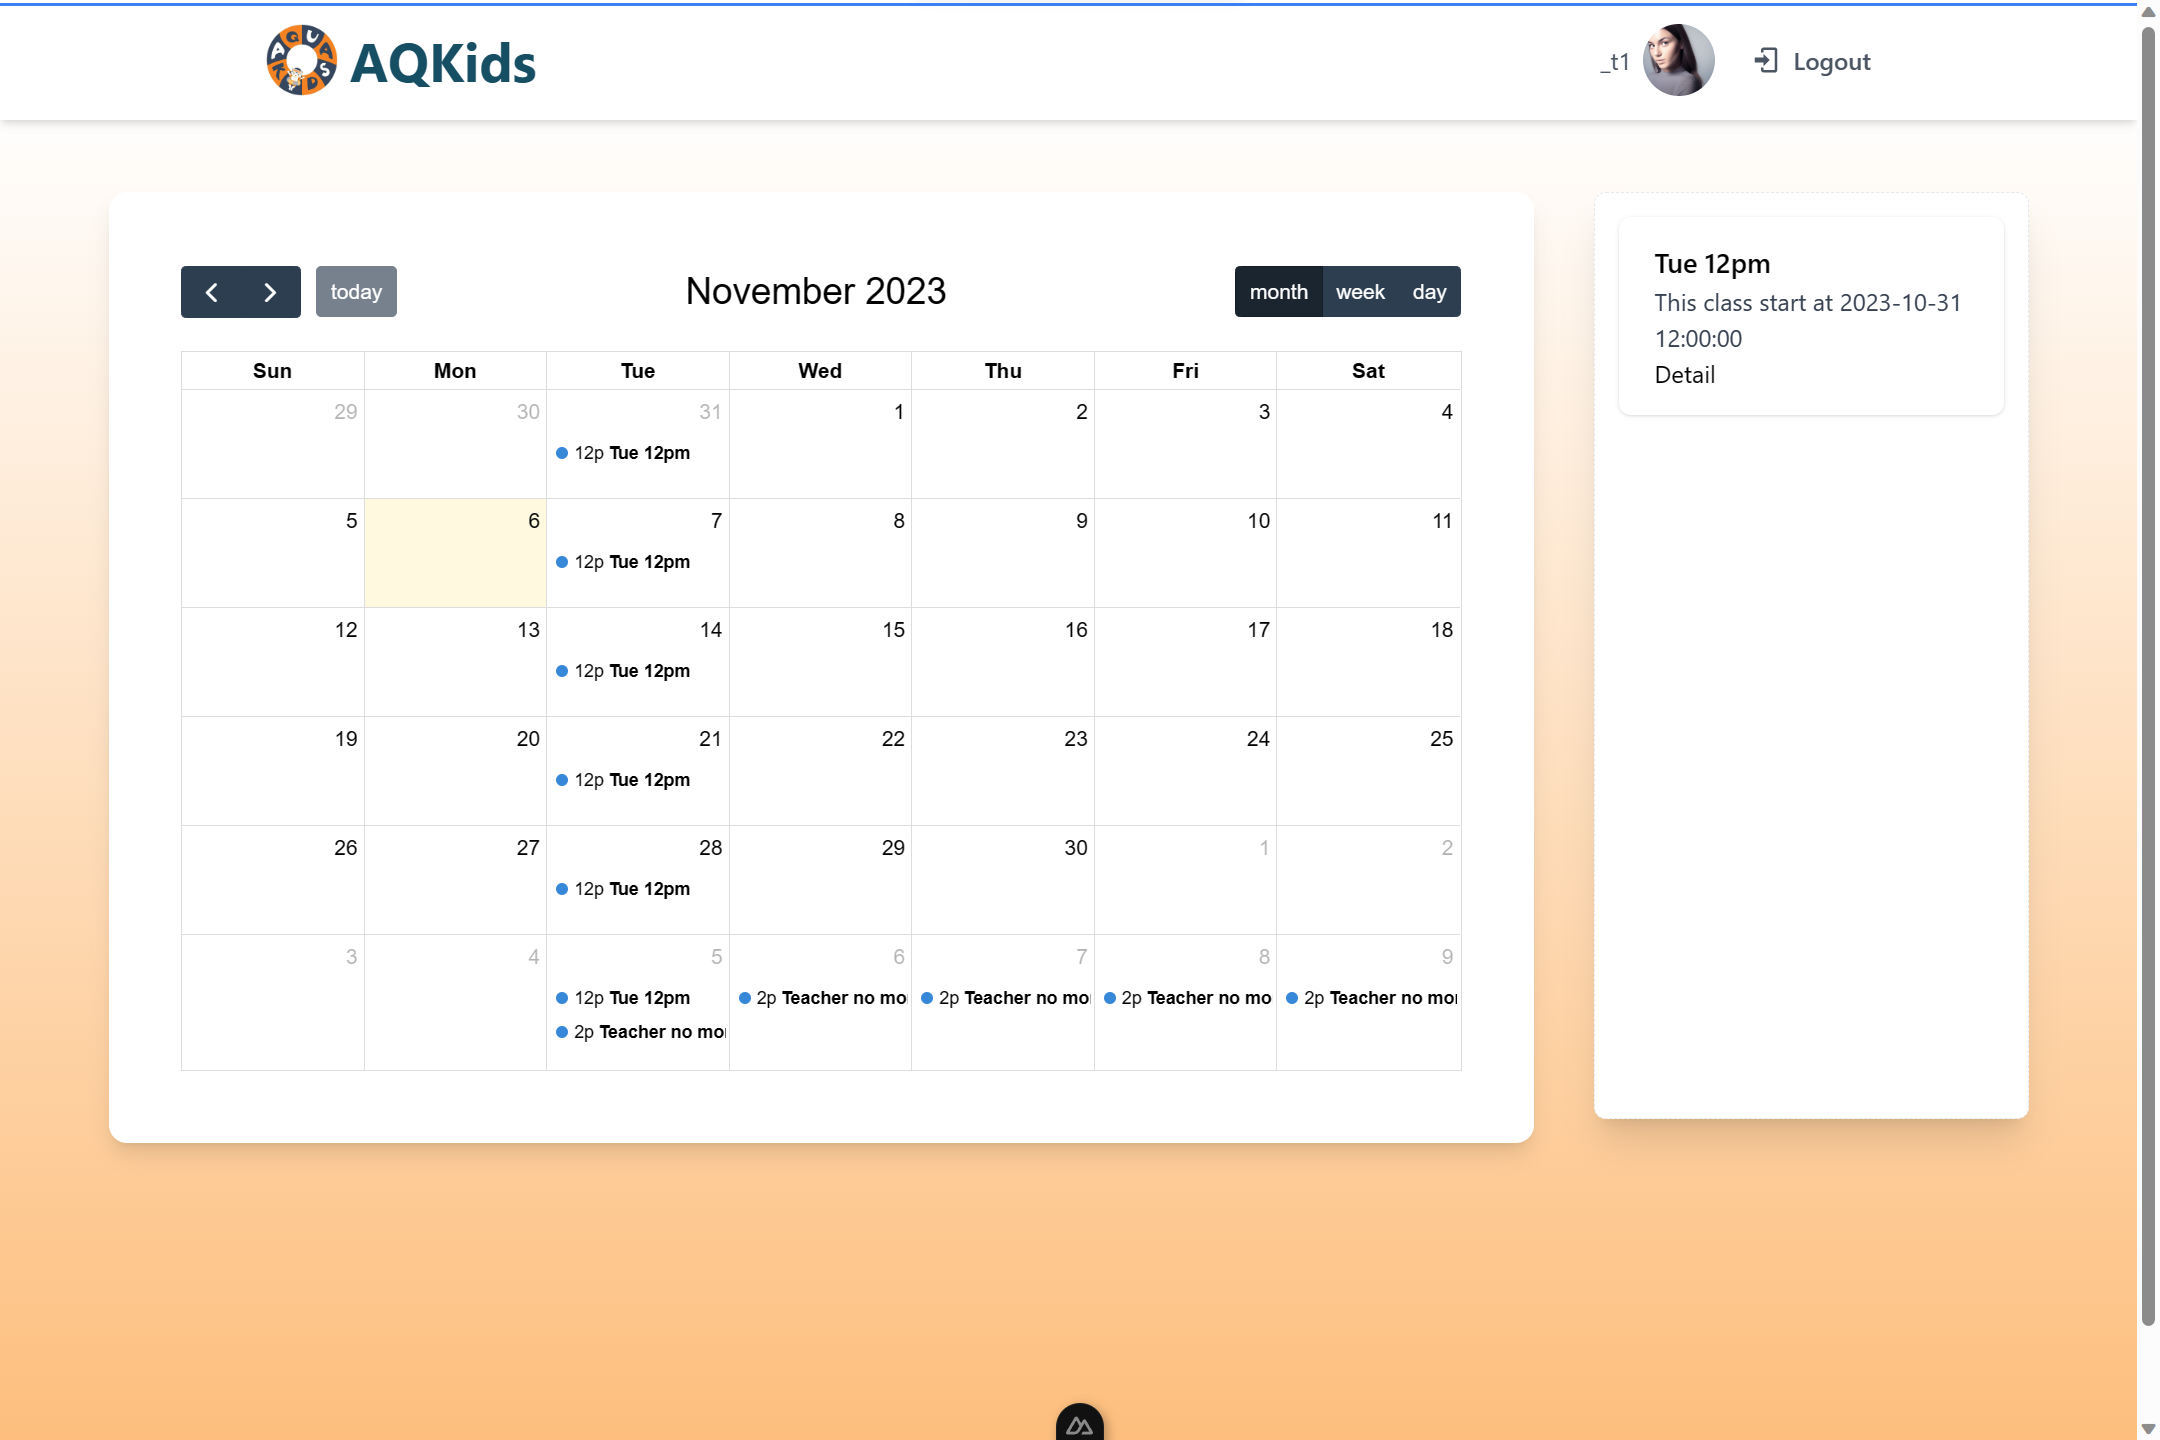 AQUA KIDS
AQKids
_t1
Logout
today
November 2023
month
week
day
Sun Mon Tue Wed Thu Fri Sat
29 30 31 1 2 3 4
12p Tue 12pm
5 6 7 8 9 10 11
12p Tue 12pm
12 13 14 15 16 17 18
12p Tue 12pm
19 20 21 22 23 24 25
12p Tue 12pm
26 27 28 29 30 1 2
12p Tue 12pm
3 4 5 6 7 8 9
12p Tue 12pm 2p Teacher no mo 2p Teacher no mo 2p Teacher no mo 2p Teacher no mo
2p Teacher no mo
Tue 12pm
This class start at 2023-10-31
12:00:00
Detail